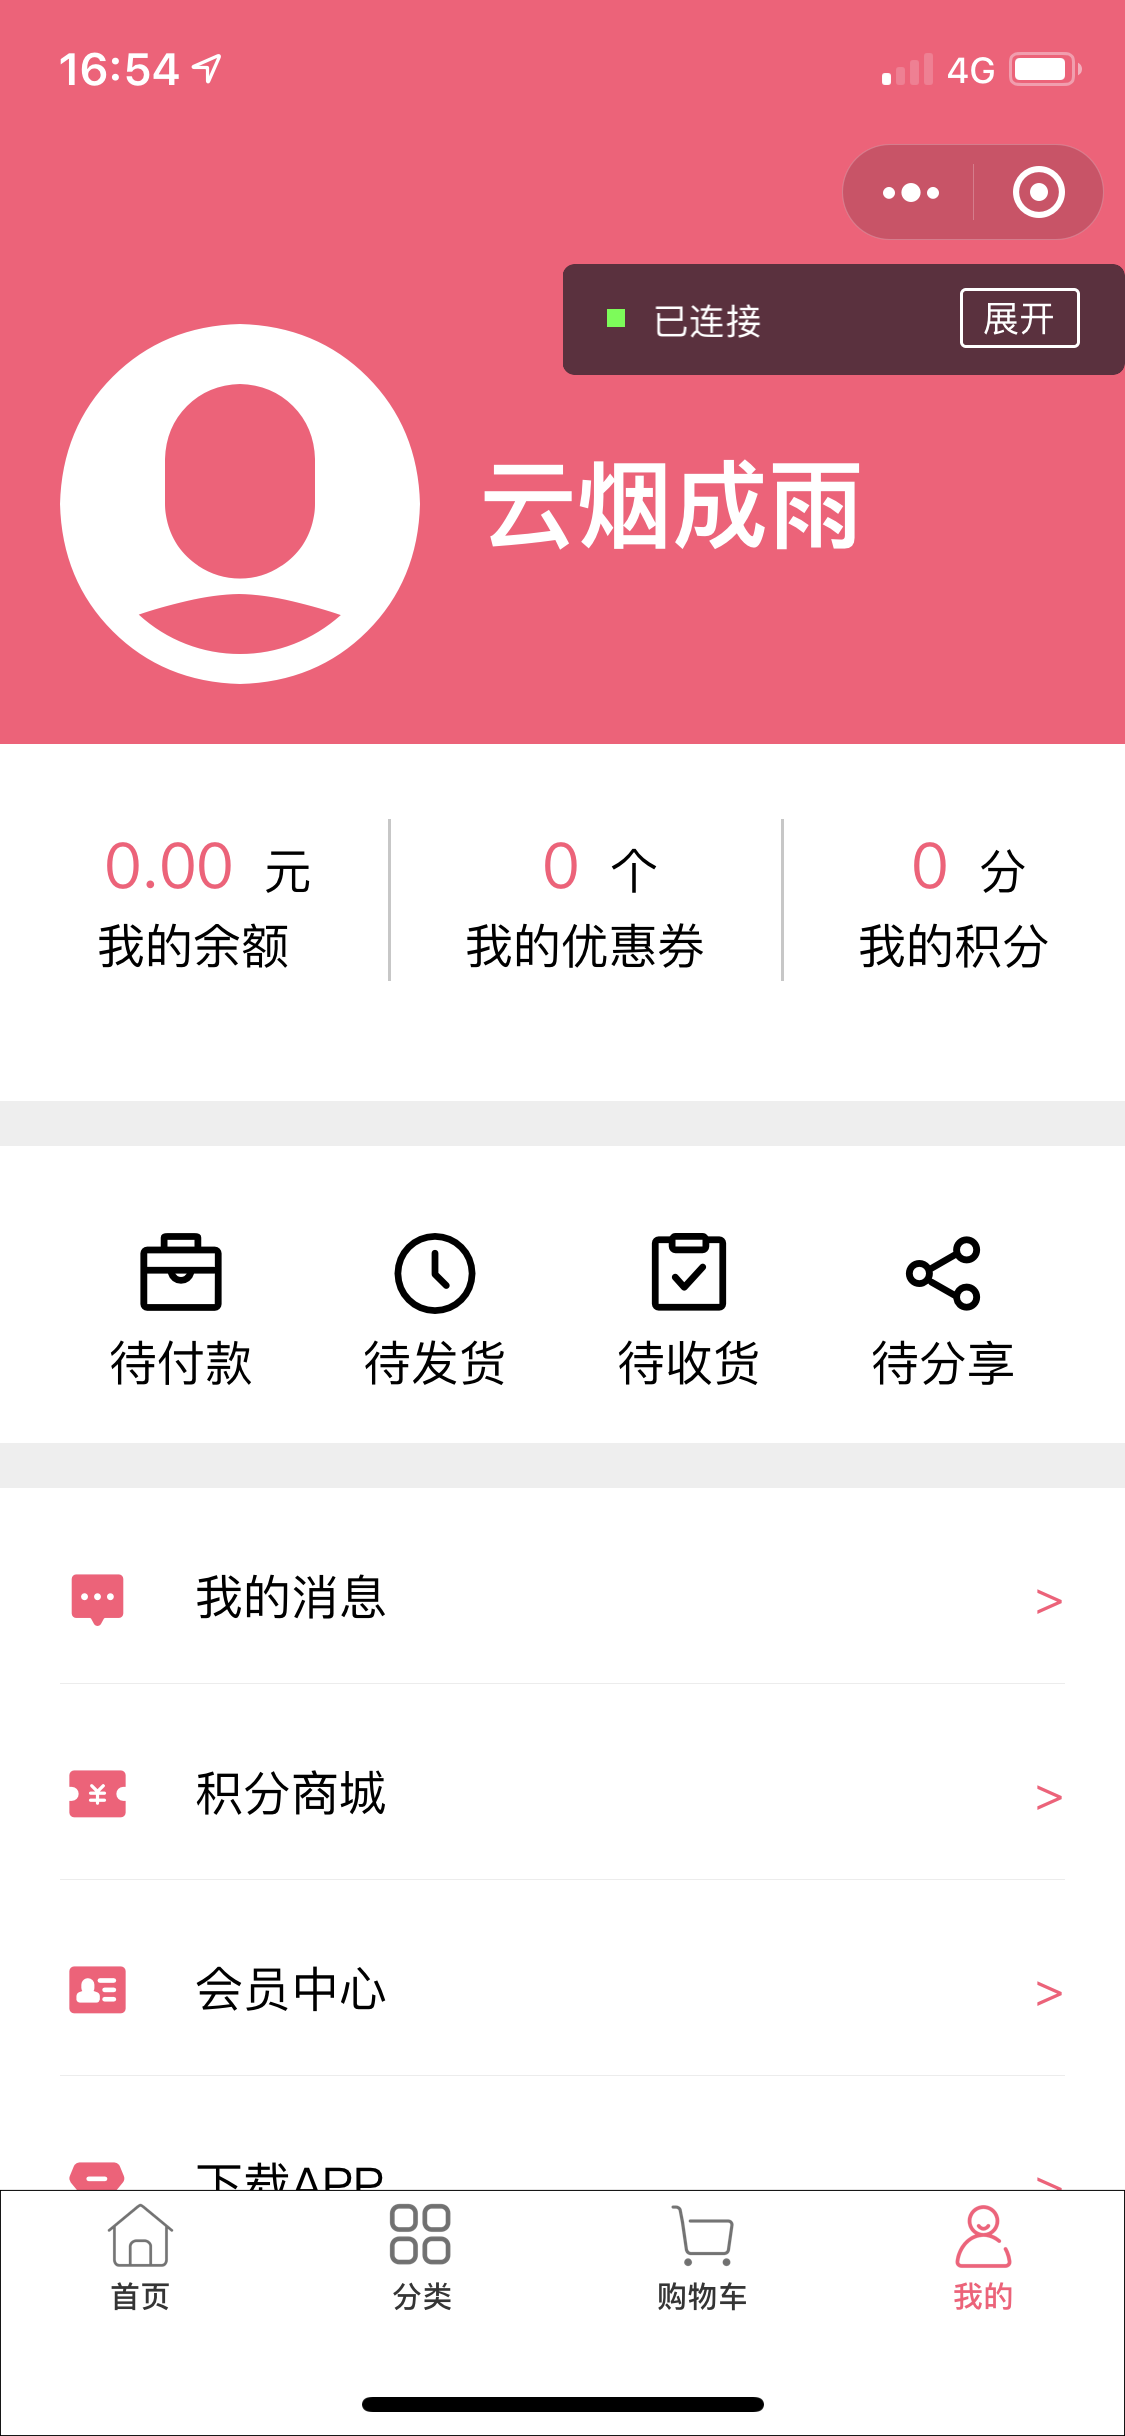 16:54
4G
已连接
展开
云烟成雨
0.00 元
0 个
0 分
我的余额
我的优惠券
我的积分
待付款
待发货
待收货
待分享
我的消息 >
积分商城 >
会员中心 >
下载APP >
首页
分类
购物车
我的